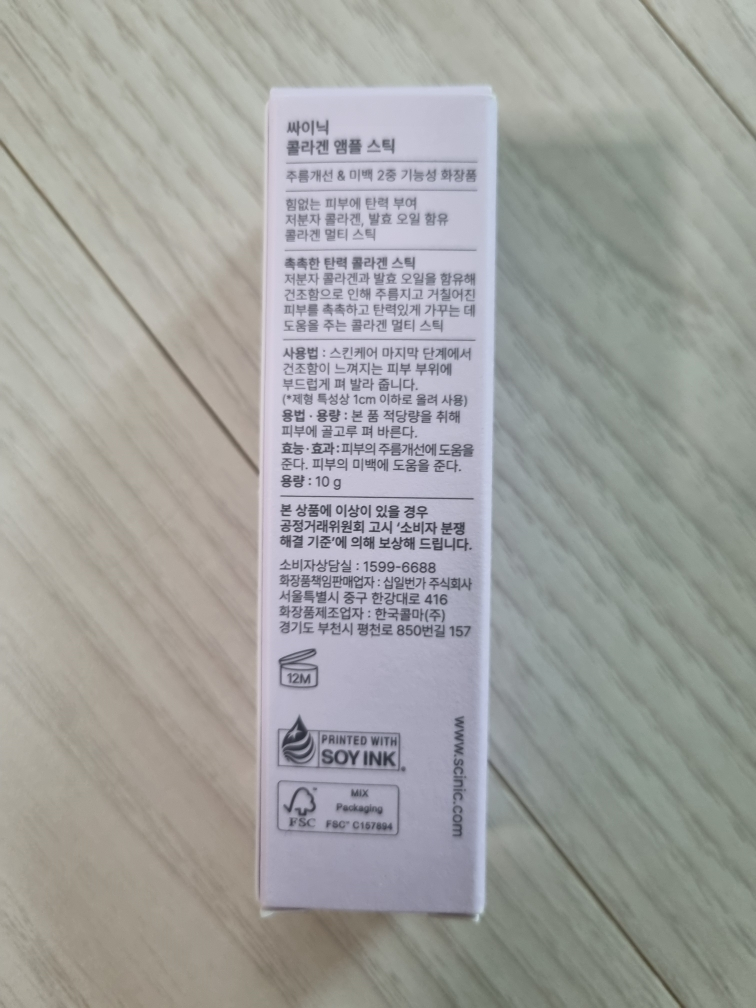 싸이닉
콜라겐 앰플 스틱
주름개선 & 미백 2중 기능성 화장품
힘없는 피부에 탄력 부여
저분자 콜라겐, 발효 오일 함유
콜라겐 멀티 스틱
촉촉한 탄력 콜라겐 스틱
저분자 콜라겐과 발효 오일을 함유해
건조함으로 인해 주름지고 거칠어진
피부를 촉촉하고 탄력있게 가꾸는 데
도움을 주는 콜라겐 멀티 스틱
사용법 : 스킨케어 마지막 단계에서
건조함이 느껴지는 피부 부위에
부드럽게 펴 발라 줍니다.
(*제형 특성상 1cm 이하로 올려 사용)
용법 · 용량 : 본 품 적당량을 취해
피부에 골고루 펴 바른다.
효능 · 효과 : 피부의 주름개선에 도움을
준다. 피부의 미백에 도움을 준다.
용량 : 10 g
본 상품에 이상이 있을 경우
공정거래위원회 고시 ‘소비자 분쟁
해결 기준’에 의해 보상해 드립니다.
소비자상담실 : 1599-6688
화장품책임판매업자 : 십일번가 주식회사
서울특별시 중구 한강대로 416
화장품제조업자 : 한국콜마(주)
경기도 부천시 평천로 850번길 157
12M
PRINTED WITH
SOY INK
MIX
Packaging
FSC
FSC® C157894
www.scinic.com